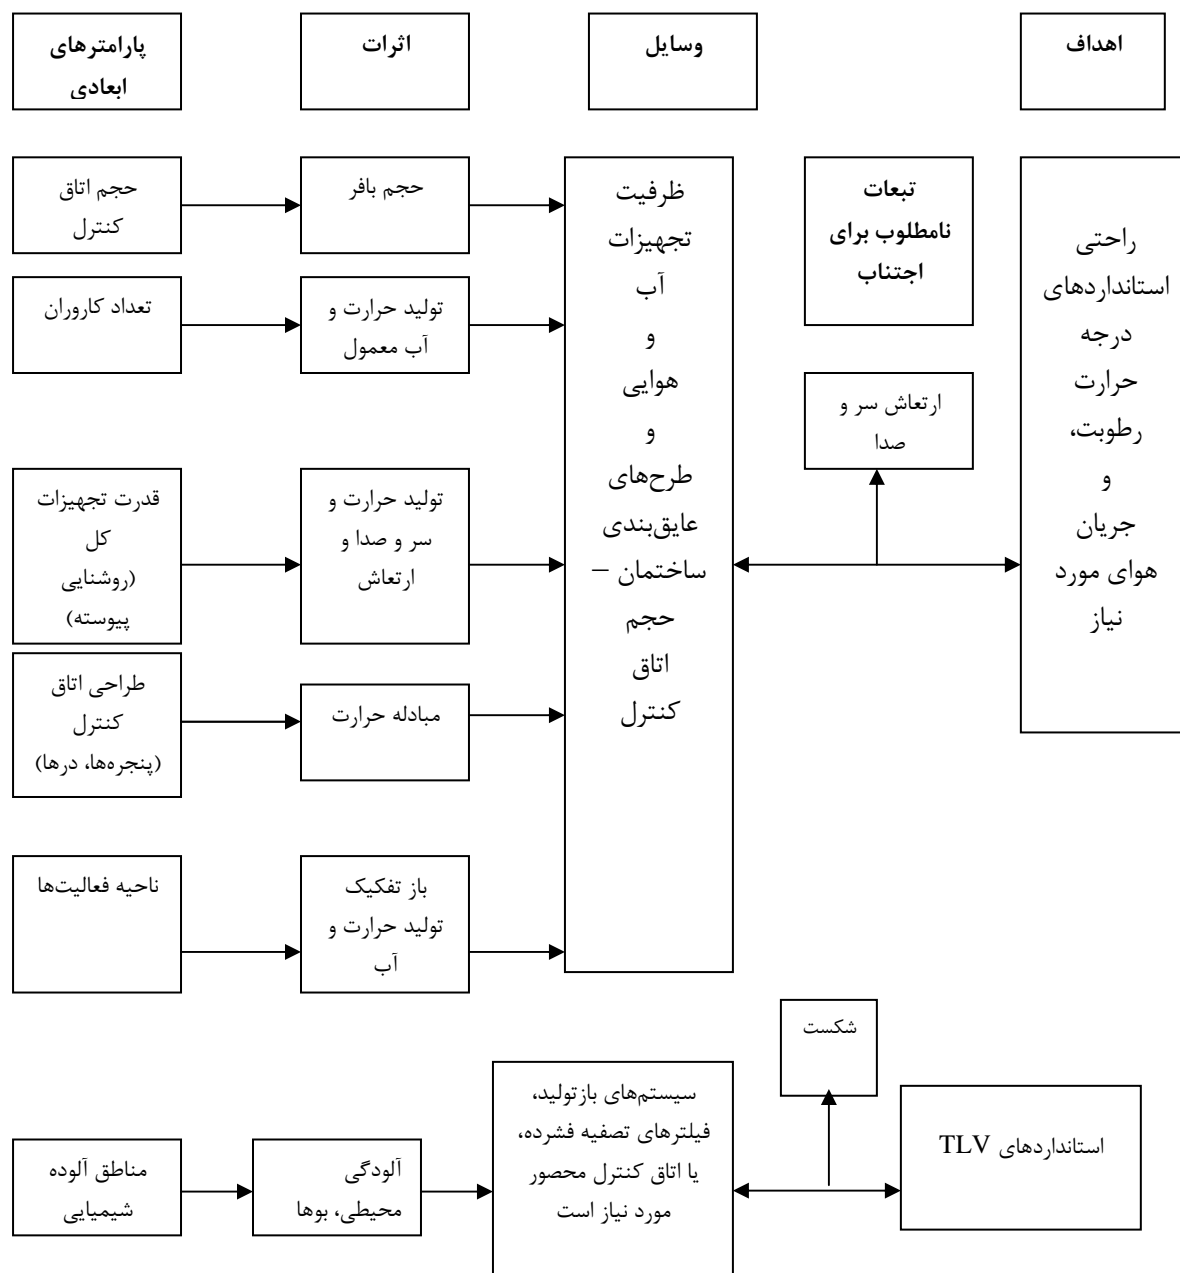 پارامترهای
ابعادی
اثرات
وسایل
اهداف
حجم اتاق
کنترل
حجم بافر
تعداد کاروران
تولید حرارت و
آب معمول
قدرت تجهیزات
کل
(روشنایی
پیوسته)
تولید حرارت و
سر و صدا و
ارتعاش
طراحی اتاق
کنترل
(پنجره‌ها، درها)
مبادله حرارت
ناحیه فعالیت‌ها
باز تفکیک
تولید حرارت و
آب
ظرفیت
تجهیزات
آب
و
هوایی
و
طرح‌های
عایق‌بندی
ساختمان –
حجم
اتاق
کنترل
تبعات
نامطلوب برای
اجتناب
ارتعاش سر و
صدا
راحتی
استانداردهای
درجه
حرارت
رطوبت،
و
جریان
هوای مورد
نیاز
مناطق آلوده
شیمیایی
آلودگی
محیطی، بوها
سیستم‌های بازتولید،
فیلترهای تصفیه فشرده،
یا اتاق کنترل محصور
مورد نیاز است
شکست
استانداردهای TLV